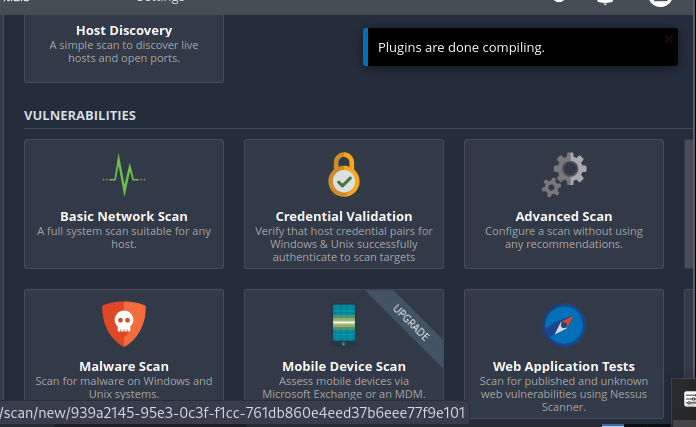 Settings
Host Discovery
A simple scan to discover live
hosts and open ports.
Plugins are done compiling.
VULNERABILITIES
Basic Network Scan
A full system scan suitable for any
host.
Credential Validation
Verify that host credential pairs for
Windows & Unix successfully
authenticate to scan targets
Advanced Scan
Configure a scan without using
any recommendations.
Malware Scan
Scan for malware on Windows and
Unix systems.
UPGRADE
Mobile Device Scan
Assess mobile devices via
Microsoft Exchange or an MDM.
Web Application Tests
Scan for published and unknown
web vulnerabilities using Nessus
Scanner.
/scan/new/939a2145-95e3-0c3f-f1cc-761db860e4eed37b6eee77f9e101